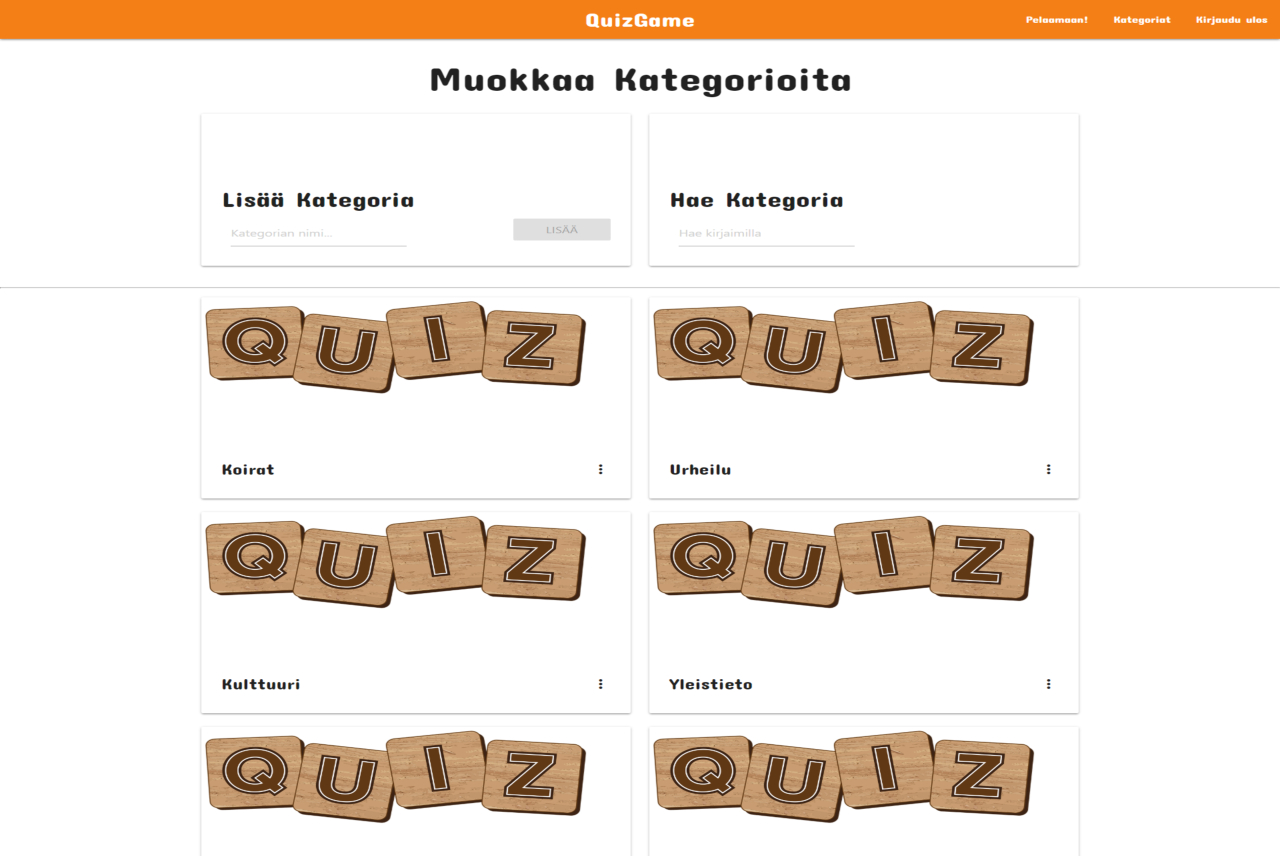 QuizGame
Pelaamaan! Kategoriat Kirjaudu ulos
Muokkaa Kategorioita
Lisää Kategoria
Kategorian nimi...
LISÄÄ
Hae Kategoria
Hae kirjaimilla
QUIZ
Koirat
QUIZ
Urheilu
QUIZ
Kulttuuri
QUIZ
Yleistieto
QUIZ
QUIZ